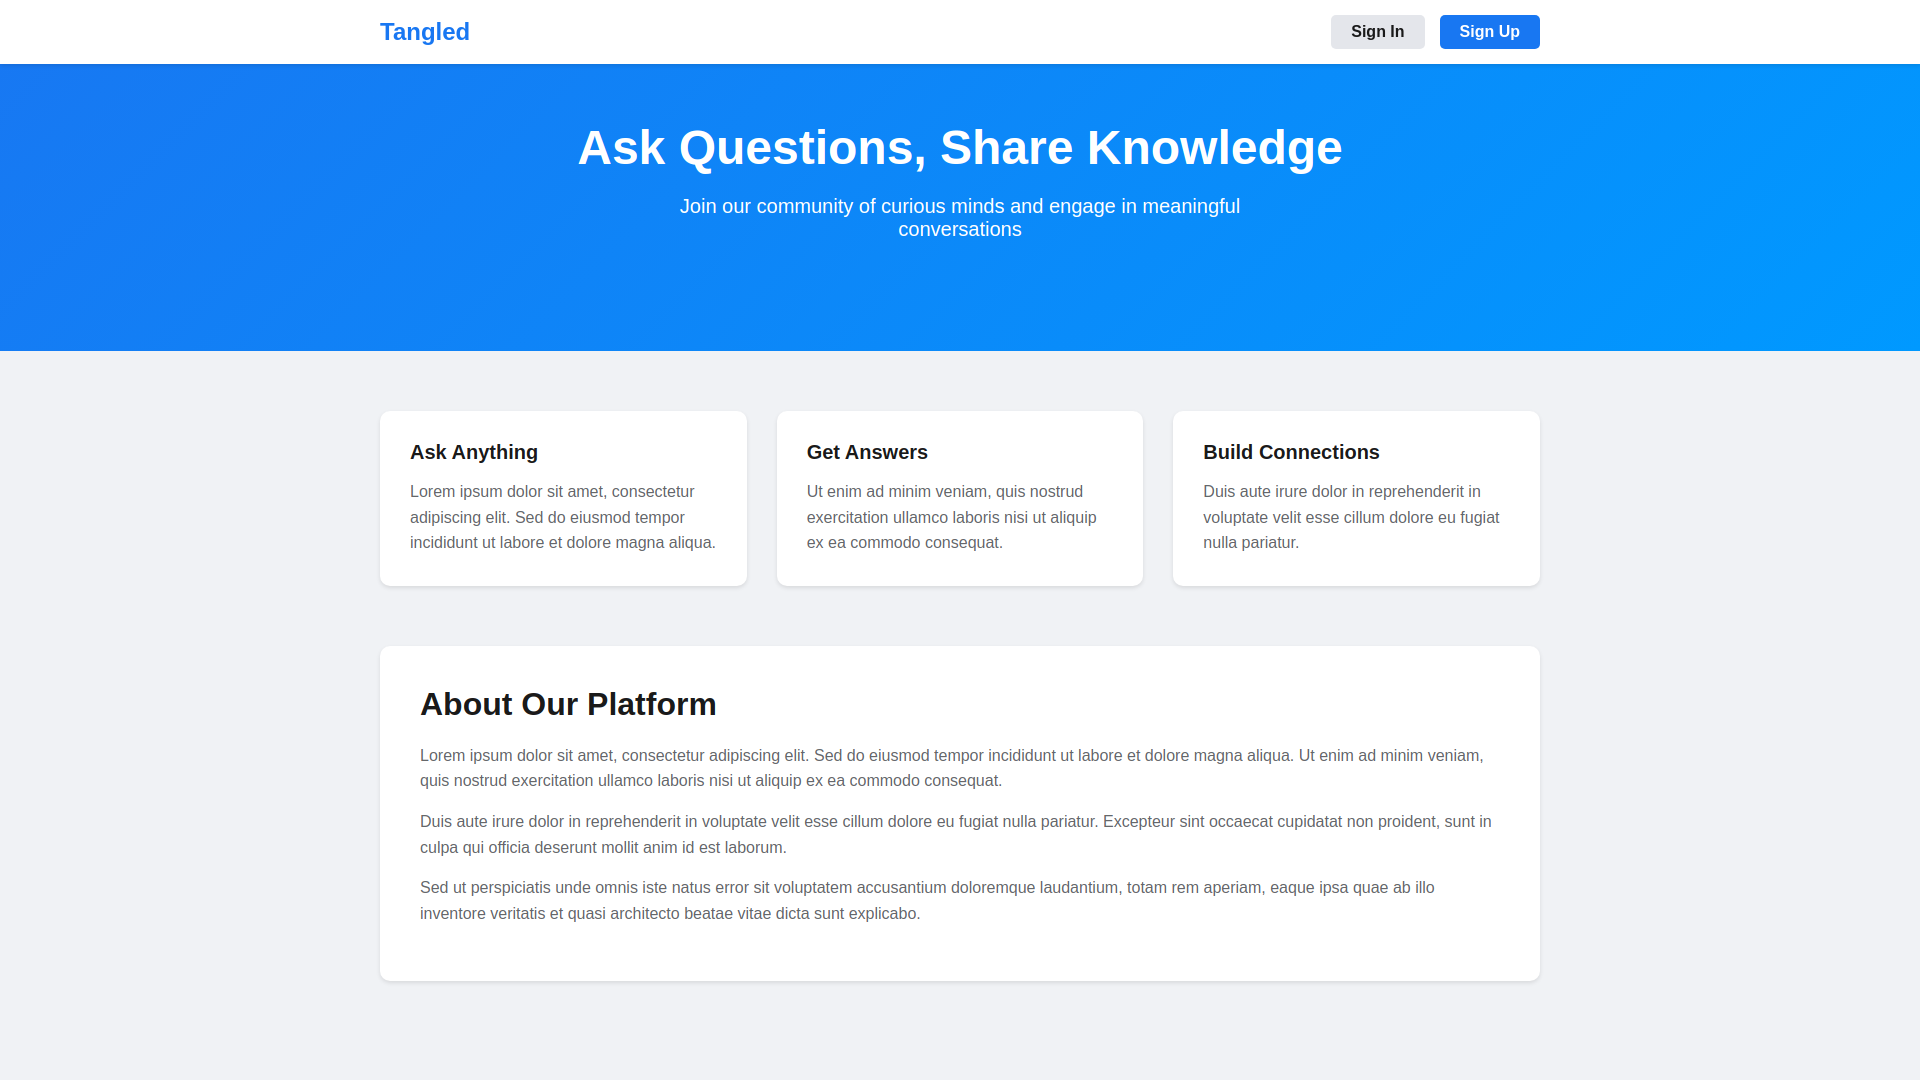 Tangled
Sign In
Sign Up
Ask Questions, Share Knowledge
Join our community of curious minds and engage in meaningful
conversations
Ask Anything
Lorem ipsum dolor sit amet, consectetur
adipiscing elit. Sed do eiusmod tempor
incididunt ut labore et dolore magna aliqua.
Get Answers
Ut enim ad minim veniam, quis nostrud
exercitation ullamco laboris nisi ut aliquip
ex ea commodo consequat.
Build Connections
Duis aute irure dolor in reprehenderit in
voluptate velit esse cillum dolore eu fugiat
nulla pariatur.
About Our Platform
Lorem ipsum dolor sit amet, consectetur adipiscing elit. Sed do eiusmod tempor incididunt ut labore et dolore magna aliqua. Ut enim ad minim veniam,
quis nostrud exercitation ullamco laboris nisi ut aliquip ex ea commodo consequat.
Duis aute irure dolor in reprehenderit in voluptate velit esse cillum dolore eu fugiat nulla pariatur. Excepteur sint occaecat cupidatat non proident, sunt in
culpa qui officia deserunt mollit anim id est laborum.
Sed ut perspiciatis unde omnis iste natus error sit voluptatem accusantium doloremque laudantium, totam rem aperiam, eaque ipsa quae ab illo
inventore veritatis et quasi architecto beatae vitae dicta sunt explicabo.